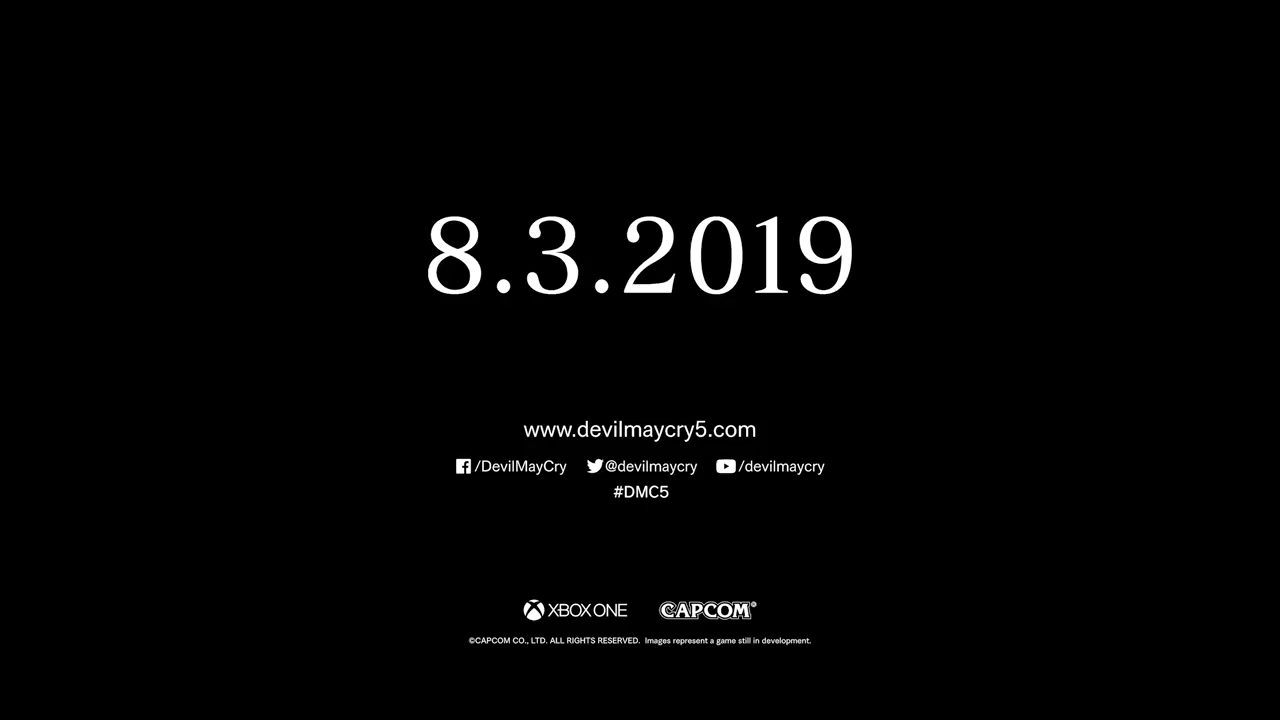 8.3.2019
www.devilmaycry5.com
/DevilMayCry @devilmaycry /devilmaycry
#DMC5
XBOX ONE CAPCOM®
©CAPCOM CO., LTD. ALL RIGHTS RESERVED. Images represent a game still in development.